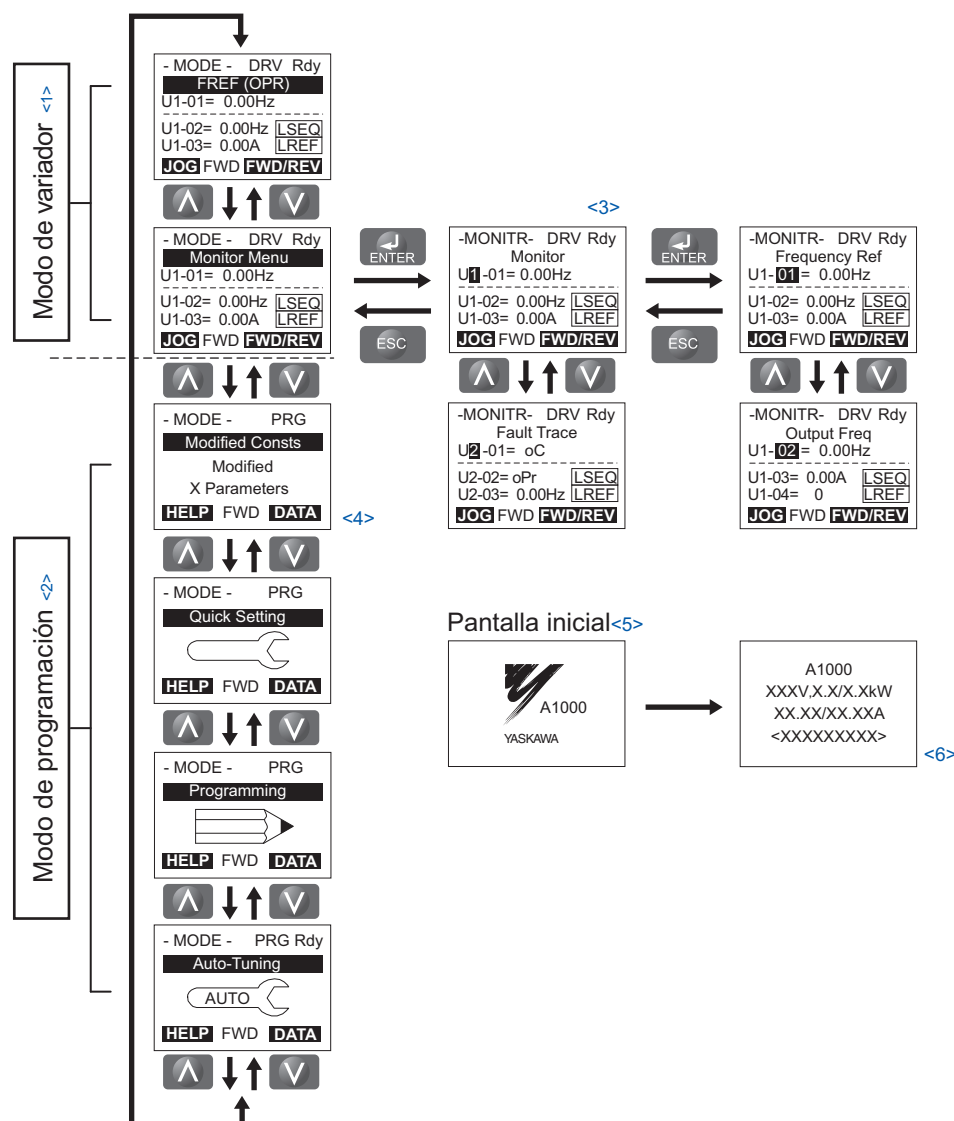 Modo de variador <1>
- MODE - DRV Rdy
FREF (OPR)
U1-01= 0.00Hz
U1-02= 0.00Hz LSEQ
U1-03= 0.00A LREF
JOG FWD FWD/REV
- MODE - DRV Rdy
Monitor Menu
U1-01= 0.00Hz
U1-02= 0.00Hz LSEQ
U1-03= 0.00A LREF
JOG FWD FWD/REV
ENTER
ESC
<3>
-MONITR- DRV Rdy
Monitor
U1-01= 0.00Hz
U1-02= 0.00Hz LSEQ
U1-03= 0.00A LREF
JOG FWD FWD/REV
ENTER
ESC
-MONITR- DRV Rdy
Frequency Ref
U1-01= 0.00Hz
U1-02= 0.00Hz LSEQ
U1-03= 0.00A LREF
JOG FWD FWD/REV
-MONITR- DRV Rdy
Fault Trace
U2-01= oC
U2-02= oPr LSEQ
U2-03= 0.00Hz LREF
JOG FWD FWD/REV
-MONITR- DRV Rdy
Output Freq
U1-02= 0.00Hz
U1-03= 0.00A LSEQ
U1-04= 0 LREF
JOG FWD FWD/REV
Modo de programación <2>
- MODE - PRG
Modified Consts
Modified
X Parameters
HELP FWD DATA
<4>
- MODE - PRG
Quick Setting
HELP FWD DATA
- MODE - PRG
Programming
HELP FWD DATA
- MODE - PRG Rdy
Auto-Tuning
AUTO
HELP FWD DATA
Pantalla inicial<5>
A1000
YASKAWA
A1000
XXXV,X.X/X.XkW
XX.XX/XX.XXA
<XXXXXXXXX>
<6>